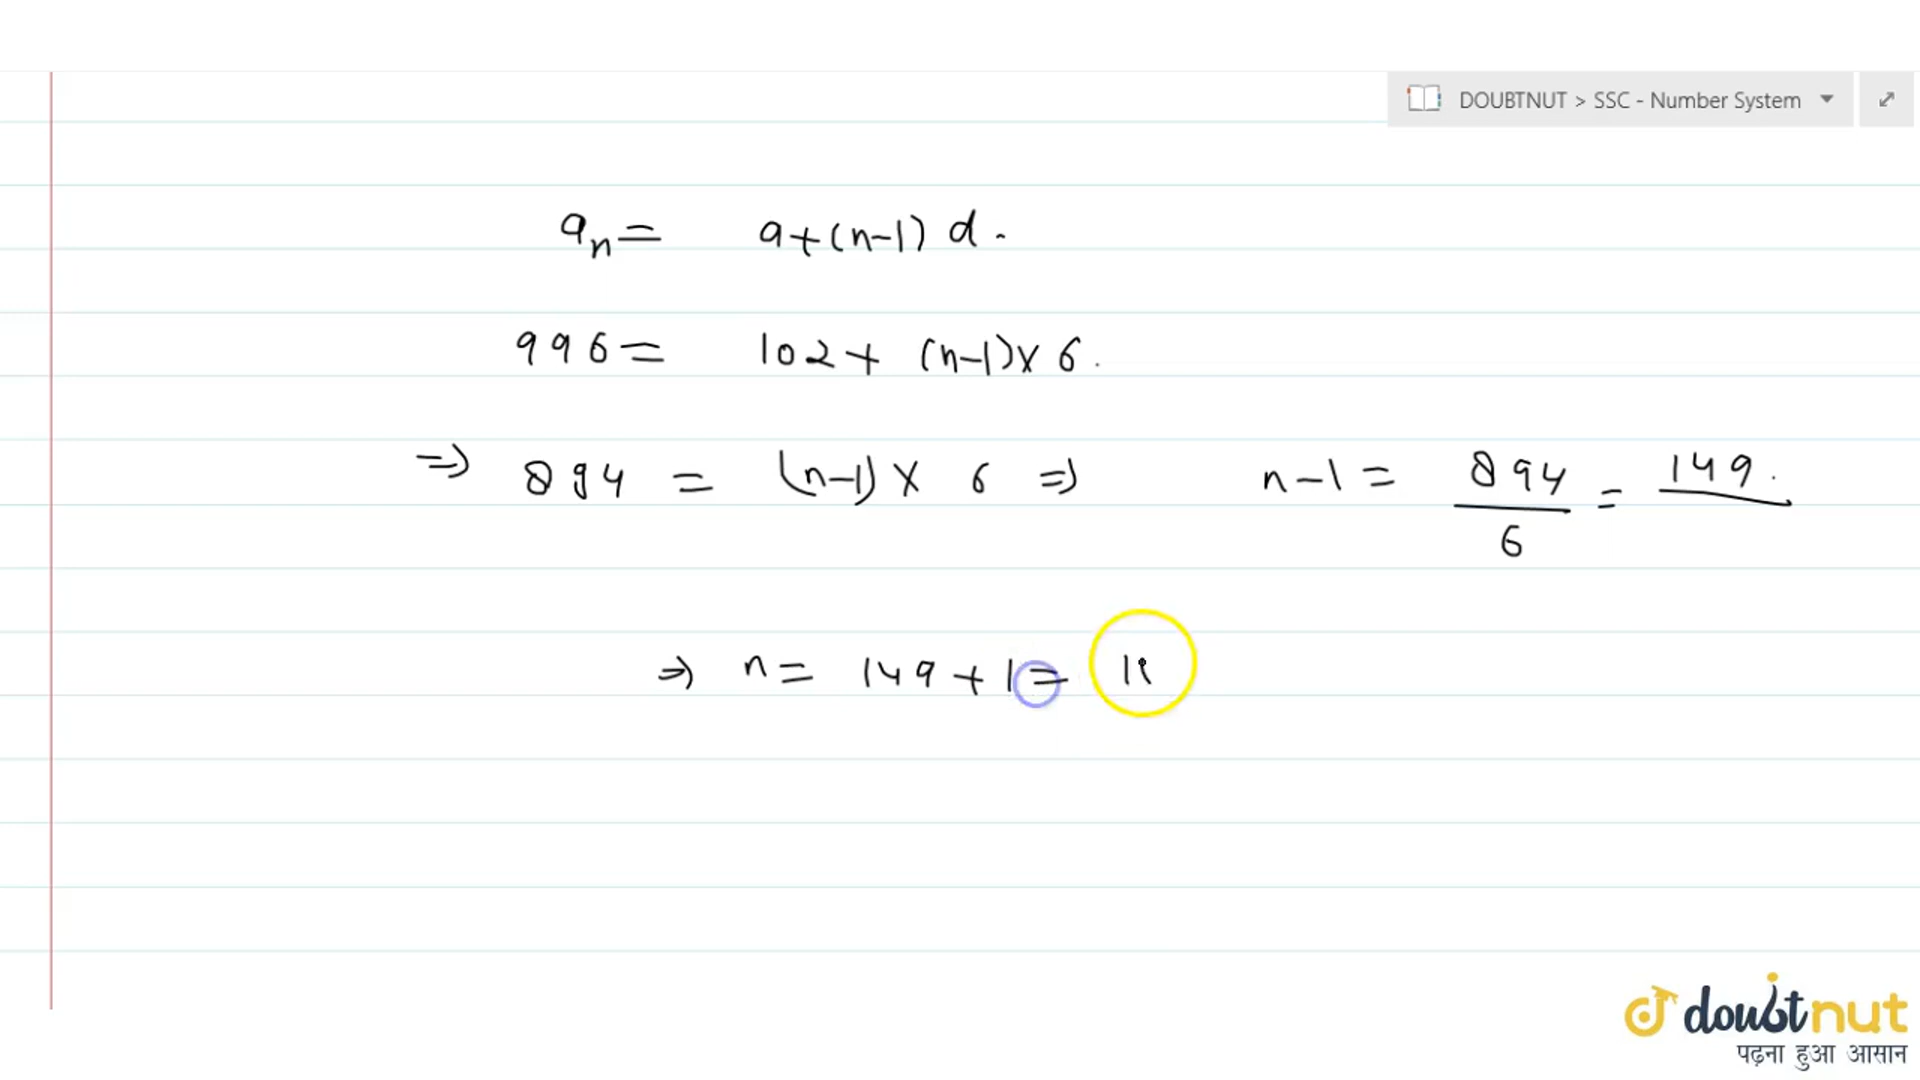 DOUBTNUT > SSC - Number System
aₙ = a+(n-1) d.
996 = 102 + (n-1)× 6.
⇒ 894 = (n-1) × 6 ⇒ n-1 = 894/6 = 149.
⇒ n = 149 + 1 =
doubtnut
पढ़ना हुआ आसान